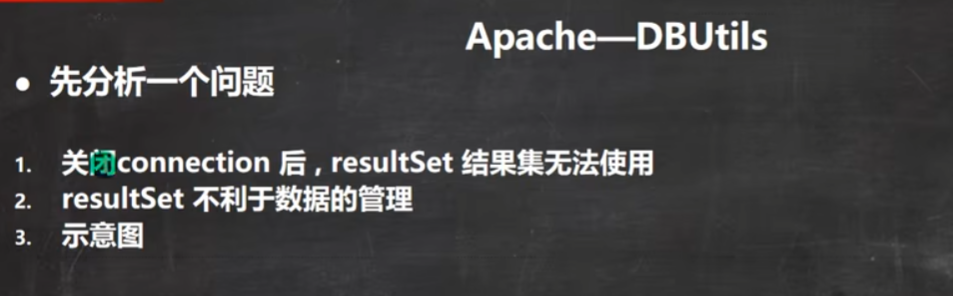 Apache—DBUtils
● 先分析一个问题
1. 关闭connection 后 , resultSet 结果集无法使用
2. resultSet 不利于数据的管理
3. 示意图